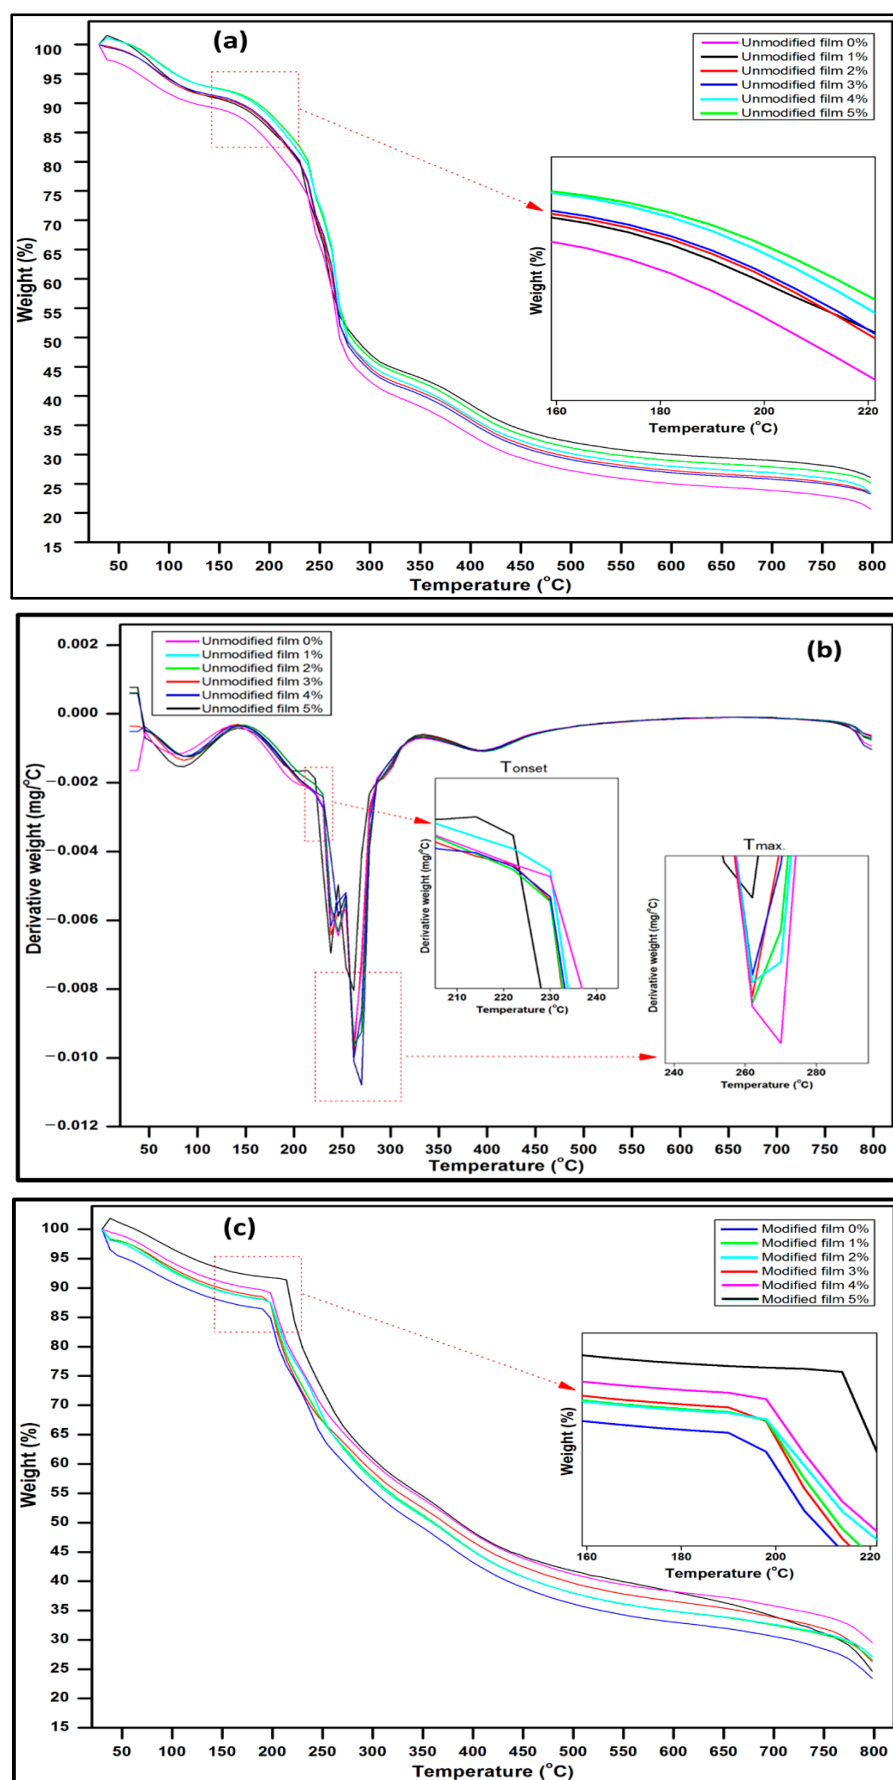 (a)
Unmodified film 0%
Unmodified film 1%
Unmodified film 2%
Unmodified film 3%
Unmodified film 4%
Unmodified film 5%
100
95
90
85
80
75
70
65
60
55
50
45
40
35
30
25
20
15
Weight (%)
Weight (%)
160 180 200 220
Temperature (°C)
50 100 150 200 250 300 350 400 450 500 550 600 650 700 750 800
Temperature (°C)
(b)
Unmodified film 0%
Unmodified film 1%
Unmodified film 2%
Unmodified film 3%
Unmodified film 4%
Unmodified film 5%
0.002
0.000
−0.002
−0.004
−0.006
−0.008
−0.010
−0.012
Derivative weight (mg/°C)
Tonset
Derivative weight (mg/°C)
210 220 230 240
Temperature (°C)
Tmax.
Derivative weight (mg/°C)
240 260 280
Temperature (°C)
50 100 150 200 250 300 350 400 450 500 550 600 650 700 750 800
Temperature (°C)
(c)
Modified film 0%
Modified film 1%
Modified film 2%
Modified film 3%
Modified film 4%
Modified film 5%
100
95
90
85
80
75
70
65
60
55
50
45
40
35
30
25
20
15
Weight (%)
Weight (%)
160 180 200 220
Temperature (°C)
50 100 150 200 250 300 350 400 450 500 550 600 650 700 750 800
Temperature (°C)